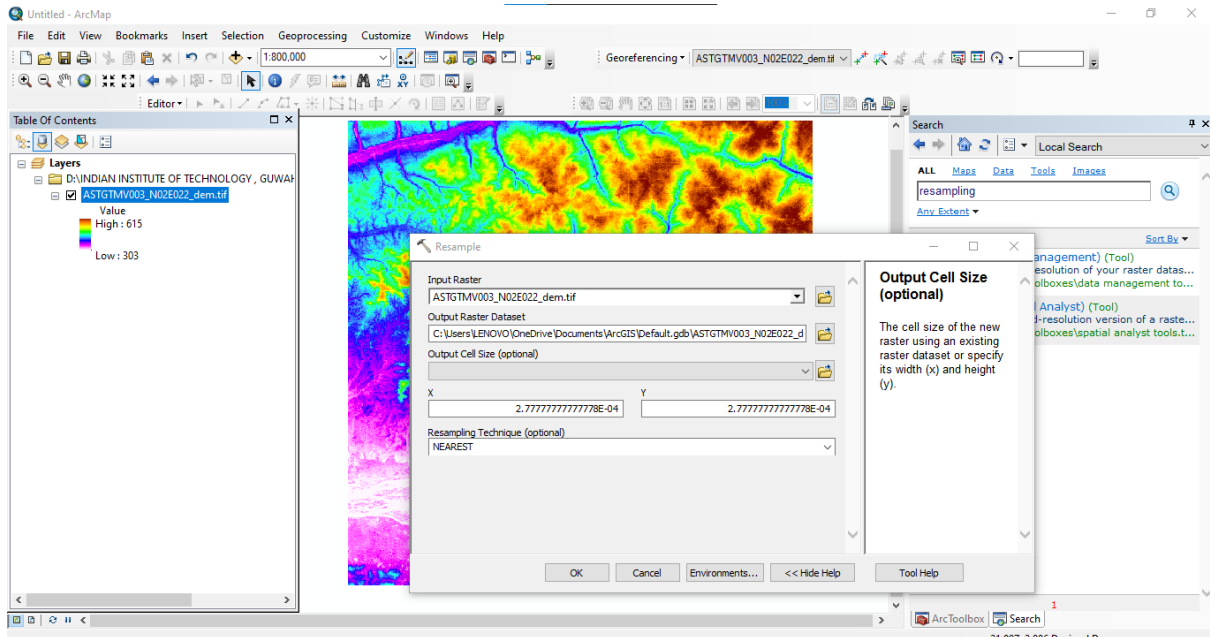 Untitled - ArcMap
File Edit View Bookmarks Insert Selection Geoprocessing Customize Windows Help
1:800,000
Georeferencing
ASTGTMV003_N02E022_dem.tif
Editor
100%
Table Of Contents
Layers
D:\INDIAN INSTITUTE OF TECHNOLOGY , GUWAH
ASTGTMV003_N02E022_dem.tif
Value
High : 615
Low : 303
Resample
Input Raster
ASTGTMV003_N02E022_dem.tif
Output Raster Dataset
C:\Users\LENOVO\OneDrive\Documents\ArcGIS\Default.gdb\ASTGTMV003_N02E022_d
Output Cell Size (optional)
X Y
2.77777777777778E-04 2.77777777777778E-04
Resampling Technique (optional)
NEAREST
OK Cancel Environments... << Hide Help Tool Help
Output Cell Size
(optional)
The cell size of the new
raster using an existing
raster dataset or specify
its width (x) and height
(y).
Search
Local Search
ALL Maps Data Tools Images
resampling
Any Extent
Sort By
anagement) (Tool)
esolution of your raster datas...
olboxes\data management to...
l Analyst) (Tool)
d-resolution version of a raste...
olboxes\spatial analyst tools.t...
1
ArcToolbox Search